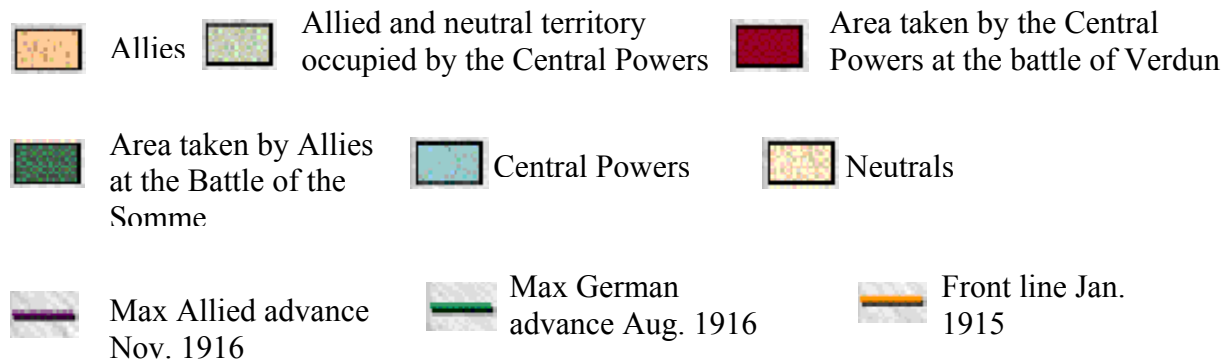 Allies
Allied and neutral territory
occupied by the Central Powers
Area taken by the Central
Powers at the battle of Verdun
Area taken by Allies
at the Battle of the
Somme
Central Powers
Neutrals
Max Allied advance
Nov. 1916
Max German
advance Aug. 1916
Front line Jan.
1915